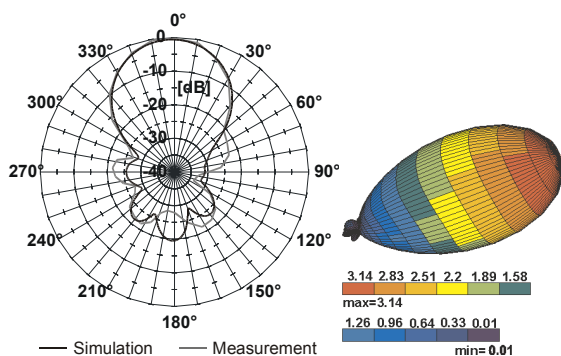 0°
330°
30°
300°
60°
270°
90°
240°
120°
210°
150°
180°
0
-10
[dB]
-20
-30
-40
Simulation
Measurement
3.14 2.83 2.51 2.2 1.89 1.58
max=3.14
1.26 0.96 0.64 0.33 0.01
min= 0.01